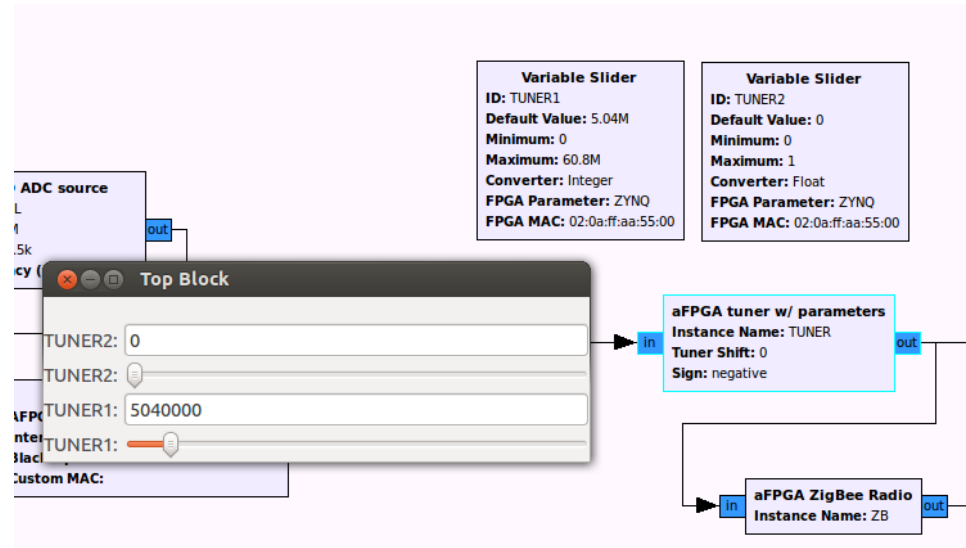 Variable Slider
ID: TUNER1
Default Value: 5.04M
Minimum: 0
Maximum: 60.8M
Converter: Integer
FPGA Parameter: ZYNQ
FPGA MAC: 02:0a:ff:aa:55:00
Variable Slider
ID: TUNER2
Default Value: 0
Minimum: 0
Maximum: 1
Converter: Float
FPGA Parameter: ZYNQ
FPGA MAC: 02:0a:ff:aa:55:00
ADC source
L
.5k
out
Top Block
TUNER2: 0
TUNER2:
TUNER1: 5040000
TUNER1:
Custom MAC:
in
aFPGA tuner w/ parameters
Instance Name: TUNER
Tuner Shift: 0
Sign: negative
out
in
aFPGA ZigBee Radio
Instance Name: ZB
out